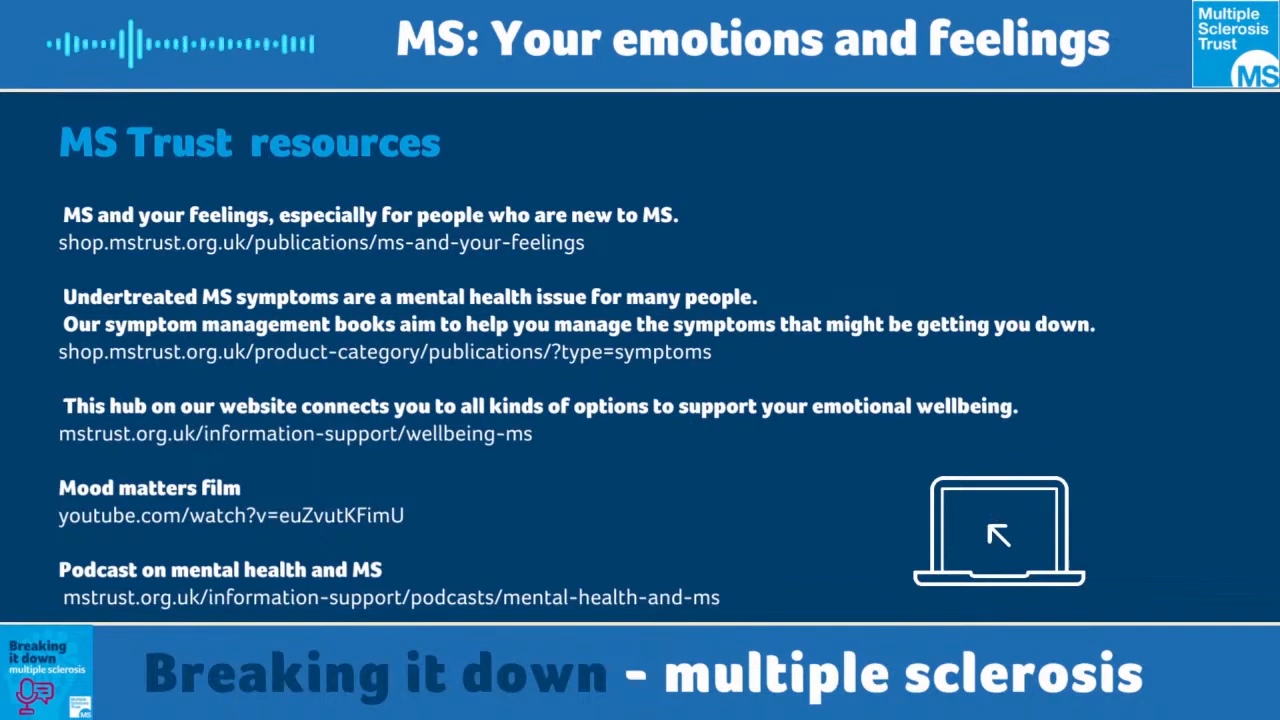 MS: Your emotions and feelings
Multiple
Sclerosis
Trust
MS
MS Trust resources
MS and your feelings, especially for people who are new to MS.
shop.mstrust.org.uk/publications/ms-and-your-feelings
Undertreated MS symptoms are a mental health issue for many people.
Our symptom management books aim to help you manage the symptoms that might be getting you down.
shop.mstrust.org.uk/product-category/publications/?type=symptoms
This hub on our website connects you to all kinds of options to support your emotional wellbeing.
mstrust.org.uk/information-support/wellbeing-ms
Mood matters film
youtube.com/watch?v=euZvutKFimU
Podcast on mental health and MS
mstrust.org.uk/information-support/podcasts/mental-health-and-ms
Breaking
it down
multiple sclerosis
Multiple
Sclerosis
Trust
MS
Breaking it down - multiple sclerosis